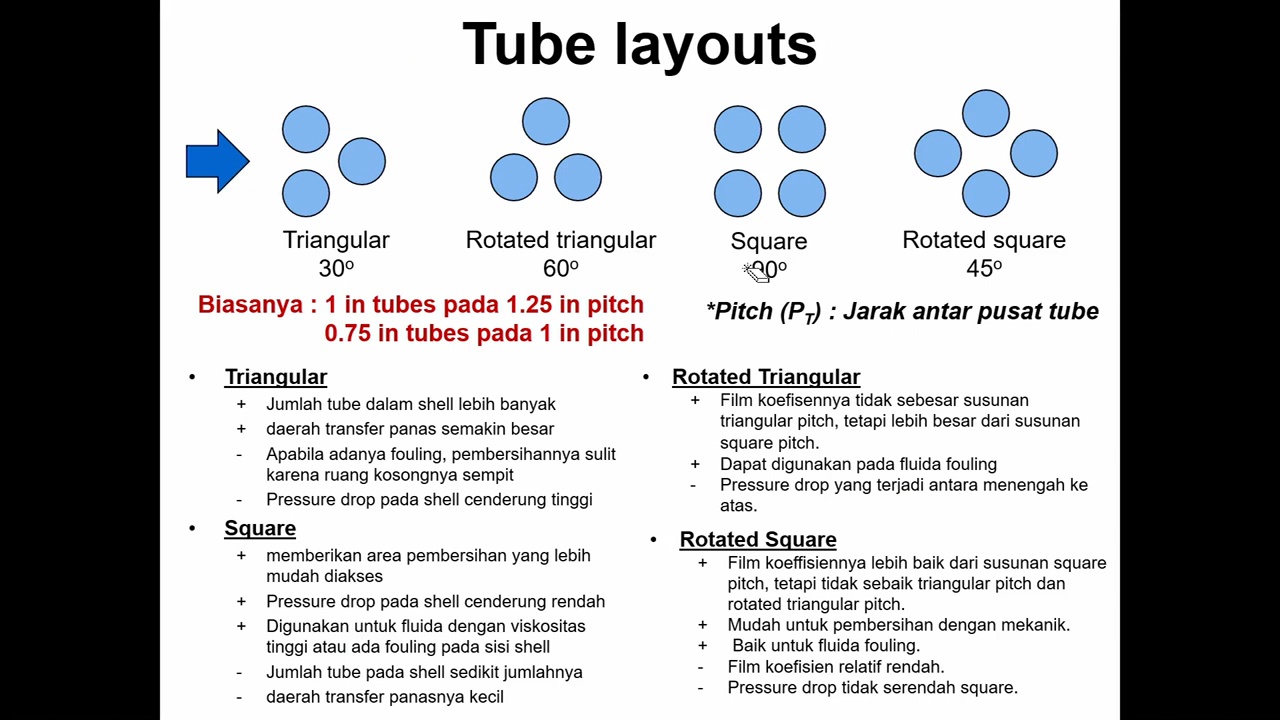 Tube layouts
Triangular
30º
Rotated triangular
60º
Square
90º
Rotated square
45º
Biasanya : 1 in tubes pada 1.25 in pitch
0.75 in tubes pada 1 in pitch
*Pitch (PT) : Jarak antar pusat tube
• Triangular
+ Jumlah tube dalam shell lebih banyak
+ daerah transfer panas semakin besar
- Apabila adanya fouling, pembersihannya sulit
karena ruang kosongnya sempit
- Pressure drop pada shell cenderung tinggi
• Square
+ memberikan area pembersihan yang lebih
mudah diakses
+ Pressure drop pada shell cenderung rendah
+ Digunakan untuk fluida dengan viskositas
tinggi atau ada fouling pada sisi shell
- Jumlah tube pada shell sedikit jumlahnya
- daerah transfer panasnya kecil
• Rotated Triangular
+ Film koefisennya tidak sebesar susunan
triangular pitch, tetapi lebih besar dari susunan
square pitch.
+ Dapat digunakan pada fluida fouling
- Pressure drop yang terjadi antara menengah ke
atas.
• Rotated Square
+ Film koeffisiennya lebih baik dari susunan square
pitch, tetapi tidak sebaik triangular pitch dan
rotated triangular pitch.
+ Mudah untuk pembersihan dengan mekanik.
+ Baik untuk fluida fouling.
- Film koefisien relatif rendah.
- Pressure drop tidak serendah square.